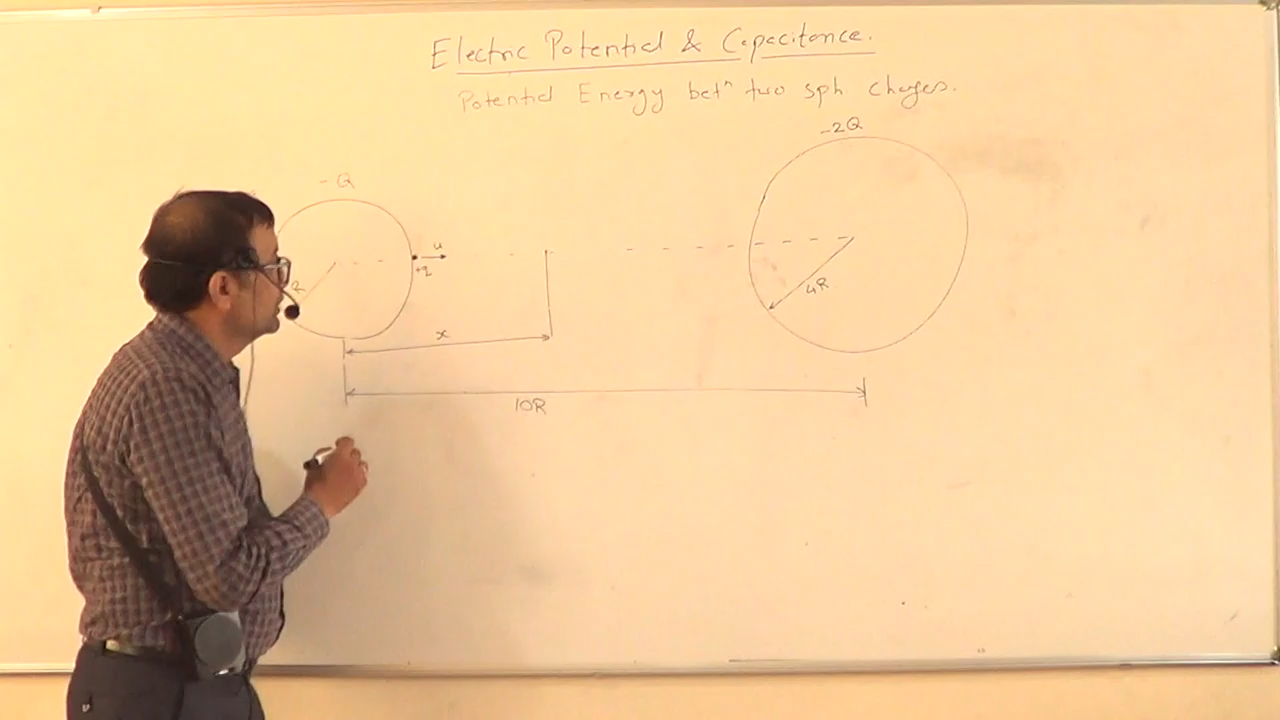 Electric Potential & Capacitance.
Potential Energy betⁿ two sph charges.
-2Q
-Q
u
+q
R
4R
x
10R